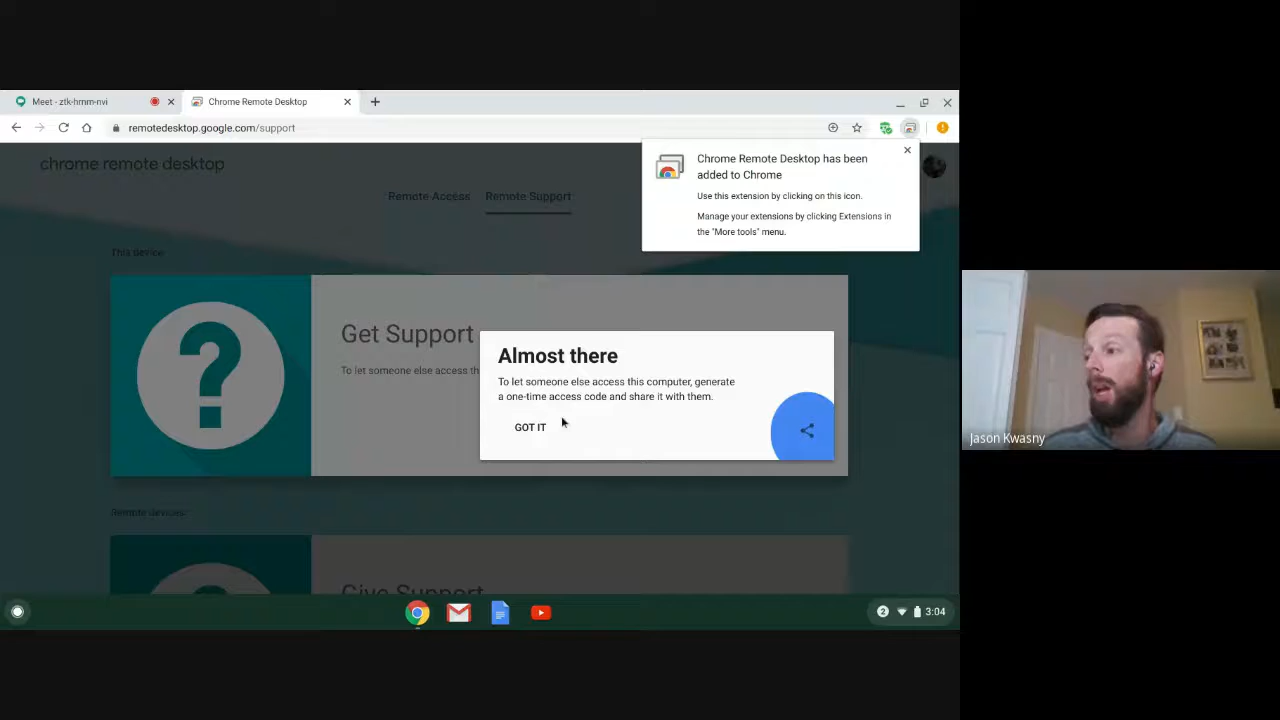 Meet - ztk-hmm-nvi
Chrome Remote Desktop
remotedesktop.google.com/support
chrome remote desktop
Remote Access
Remote Support
Chrome Remote Desktop has been
added to Chrome
Use this extension by clicking on this icon.
Manage your extensions by clicking Extensions in
the "More tools" menu.
This device
Get Support
To let someone else access th
Almost there
To let someone else access this computer, generate
a one-time access code and share it with them.
GOT IT
Jason Kwasny
Remote devices
Give Support
2
3:04